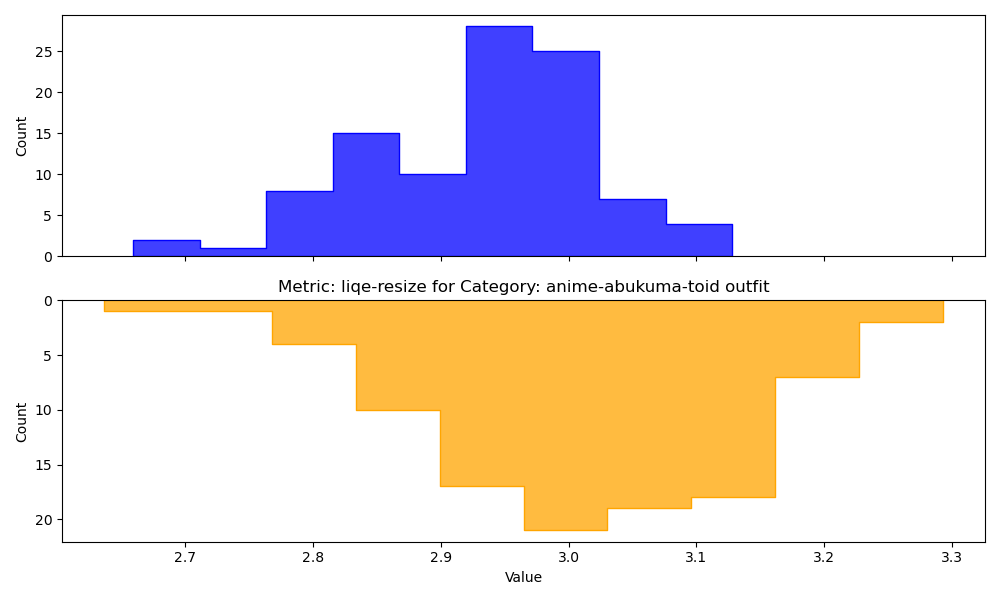 25
20
15
10
5
0
Count
Metric: liqe-resize for Category: anime-abukuma-toid outfit
0
5
10
15
20
Count
2.7 2.8 2.9 3.0 3.1 3.2 3.3
Value